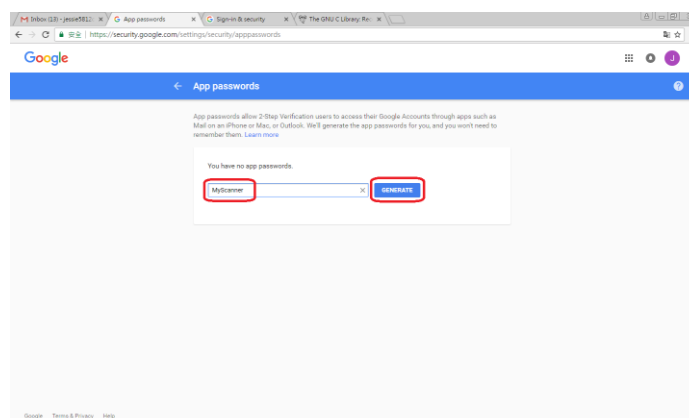 Inbox (10) - jessie5812
G App passwords
G Sign-in & security
The GNU C Library: Re
安全 | https://security.google.com/settings/security/apppasswords
Google
J
App passwords
App passwords allow 2-Step Verification users to access their Google Accounts through apps such as
Mail on an iPhone or Mac, or Outlook. We'll generate the app passwords for you, and you won't need to
remember them. Learn more
You have no app passwords.
MyScanner
GENERATE
Google Terms & Privacy Help